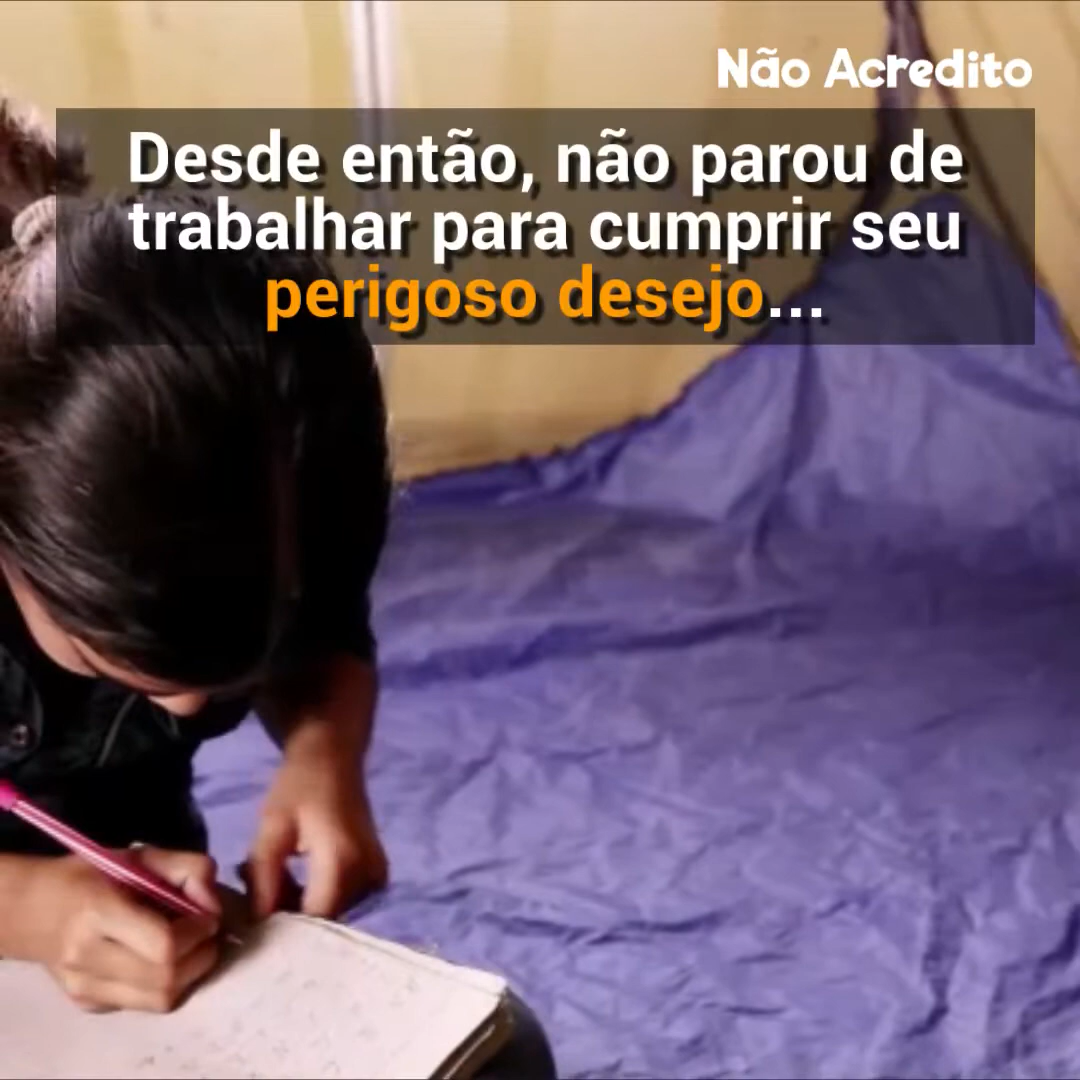 Não Acredito
Desde então, não parou de
trabalhar para cumprir seu
perigoso desejo...